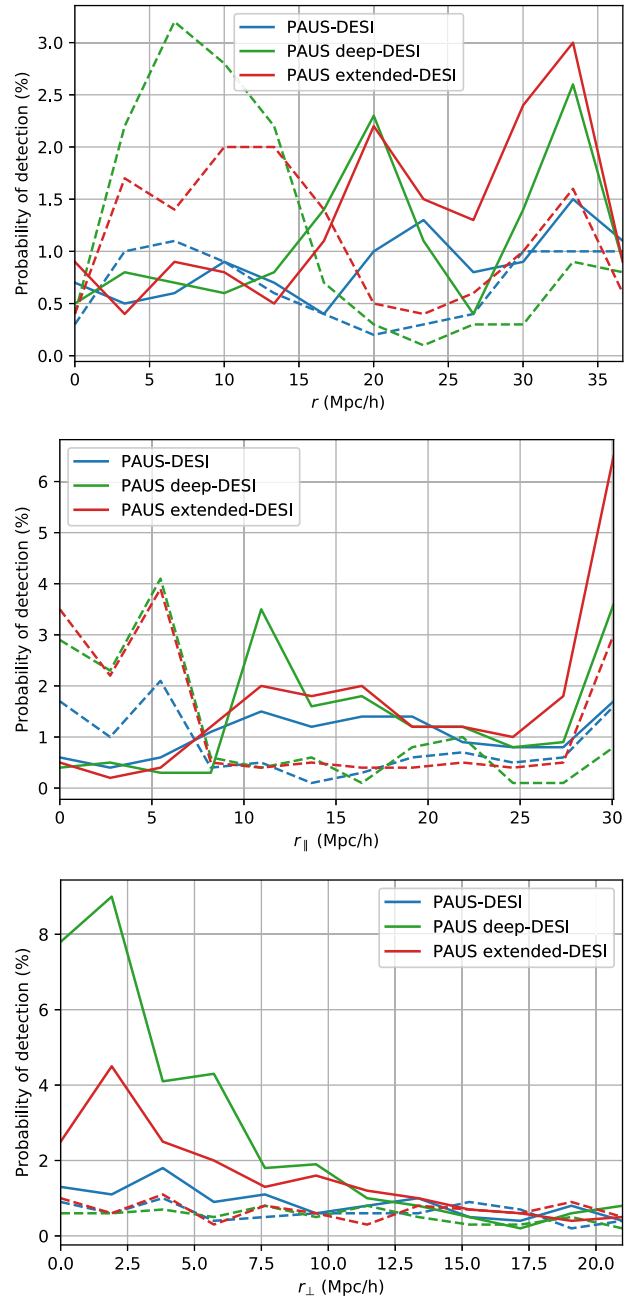 Probability of detection (%)
3.0
2.5
2.0
1.5
1.0
0.5
0.0
PAUS-DESI
PAUS deep-DESI
PAUS extended-DESI
0 5 10 15 20 25 30 35
r (Mpc/h)
Probability of detection (%)
6
5
4
3
2
1
0
PAUS-DESI
PAUS deep-DESI
PAUS extended-DESI
0 5 10 15 20 25 30
r∥ (Mpc/h)
Probability of detection (%)
8
6
4
2
0
PAUS-DESI
PAUS deep-DESI
PAUS extended-DESI
0.0 2.5 5.0 7.5 10.0 12.5 15.0 17.5 20.0
r⊥ (Mpc/h)